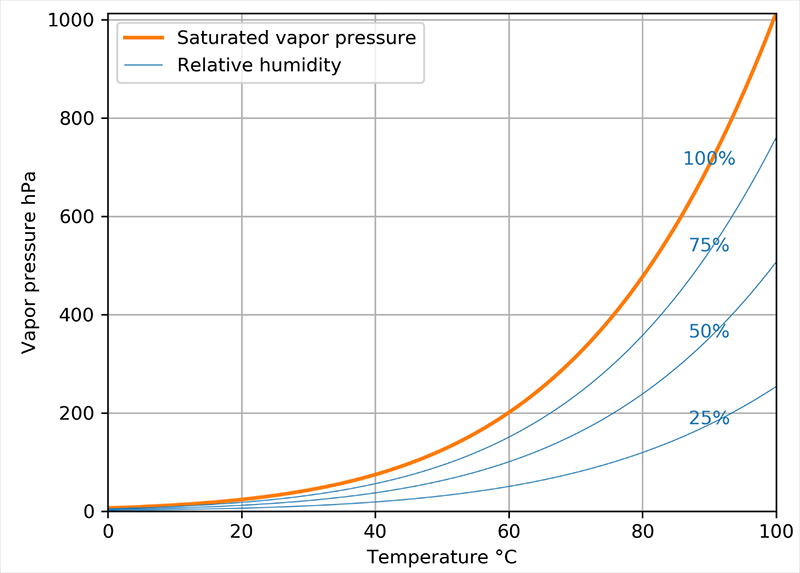 Saturated vapor pressure
Relative humidity
1000
800
600
400
200
0
Vapor pressure hPa
100%
75%
50%
25%
0 20 40 60 80 100
Temperature °C